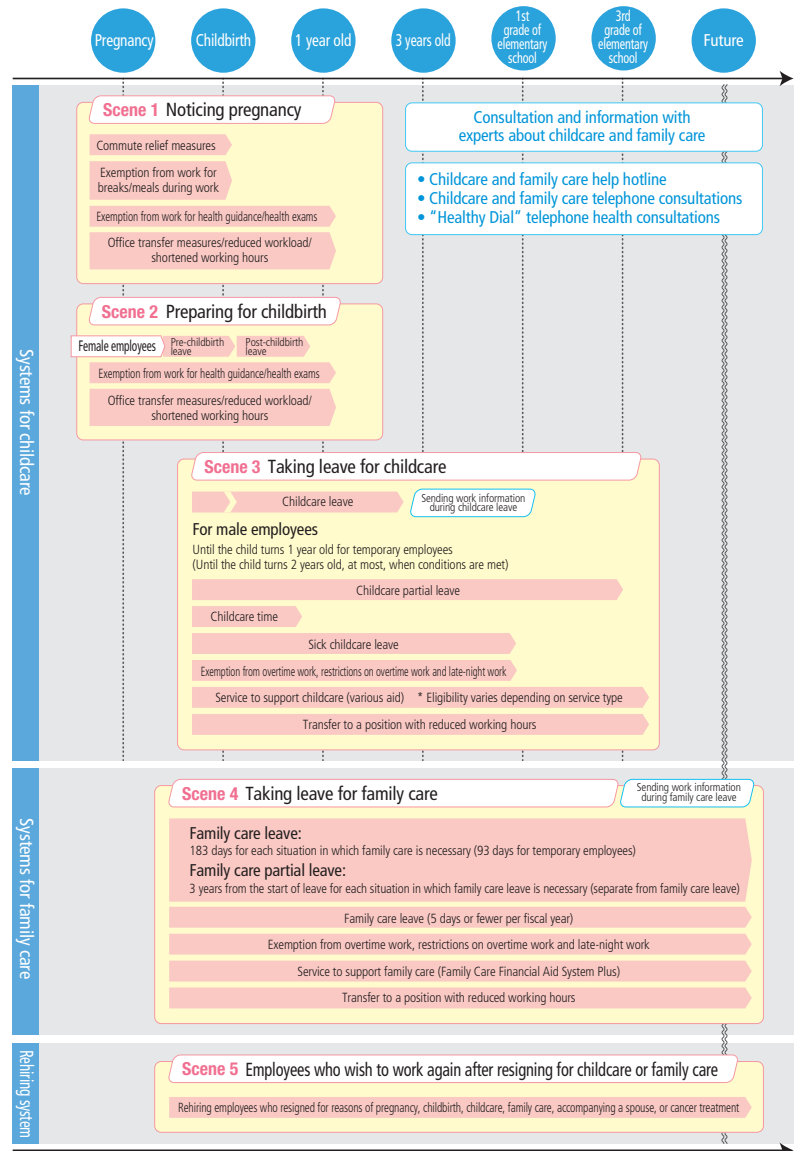 Pregnancy
Childbirth
1 year old
3 years old
1st
grade of
elementary
school
3rd
grade of
elementary
school
Future
Systems for childcare
Scene 1 Noticing pregnancy
Commute relief measures
Exemption from work for
breaks/meals during work
Exemption from work for health guidance/health exams
Office transfer measures/reduced workload/
shortened working hours
Consultation and information with
experts about childcare and family care
• Childcare and family care help hotline
• Childcare and family care telephone consultations
• “Healthy Dial” telephone health consultations
Scene 2 Preparing for childbirth
Female employees
Pre-childbirth
leave
Post-childbirth
leave
Exemption from work for health guidance/health exams
Office transfer measures/reduced workload/
shortened working hours
Scene 3 Taking leave for childcare
Childcare leave
Sending work information
during childcare leave
For male employees
Until the child turns 1 year old for temporary employees
(Until the child turns 2 years old, at most, when conditions are met)
Childcare partial leave
Childcare time
Sick childcare leave
Exemption from overtime work, restrictions on overtime work and late-night work
Service to support childcare (various aid) * Eligibility varies depending on service type
Transfer to a position with reduced working hours
Systems for family care
Scene 4 Taking leave for family care
Sending work information
during family care leave
Family care leave:
183 days for each situation in which family care is necessary (93 days for temporary employees)
Family care partial leave:
3 years from the start of leave for each situation in which family care leave is necessary (separate from family care leave)
Family care leave (5 days or fewer per fiscal year)
Exemption from overtime work, restrictions on overtime work and late-night work
Service to support family care (Family Care Financial Aid System Plus)
Transfer to a position with reduced working hours
Rehiring system
Scene 5 Employees who wish to work again after resigning for childcare or family care
Rehiring employees who resigned for reasons of pregnancy, childbirth, childcare, family care, accompanying a spouse, or cancer treatment